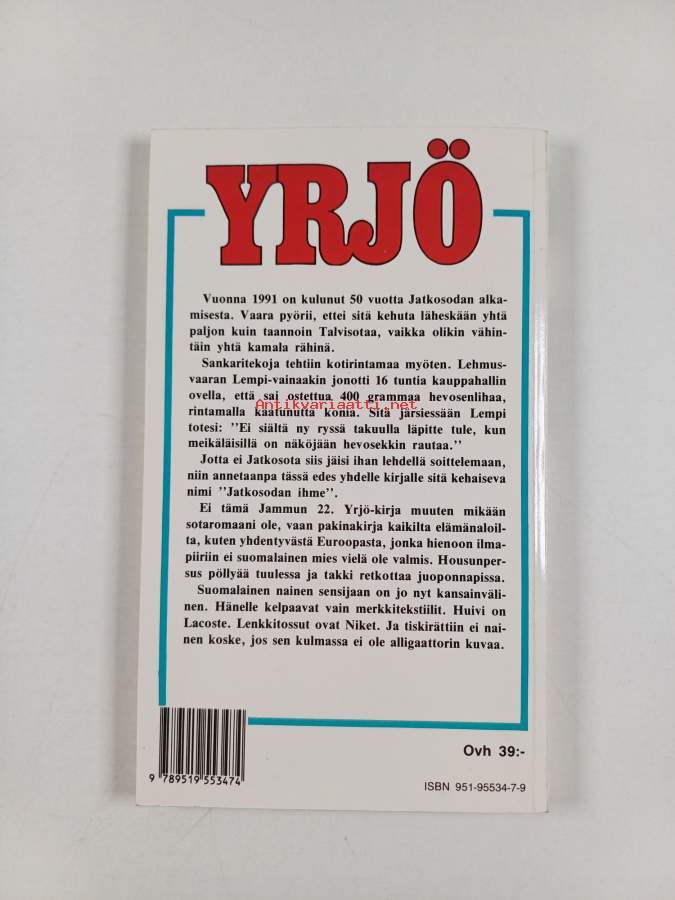 YRJÖ
Vuonna 1991 on kulunut 50 vuotta Jatkosodan alka-
misesta. Vaara pyörii, ettei sitä kehuta läheskään yhtä
paljon kuin taannoin Talvisotaa, vaikka olikin vähin-
täin yhtä kamala rähinä.
Sankaritekoja tehtiin kotirintamaa myöten. Lehmus-
vaaran Lempi-vainaakin jonotti 16 tuntia kauppahallin
ovella, että sai ostettua 400 grammaa hevosenlihaa,
Antikvariaatti.net
rintamalla kaatunutta konia. Sitä järsiessään Lempi
totesi: "Ei siältä ny ryssä takuulla läpitte tule, kun
meikäläisillä on näköjään hevosekkin rautaa."
Jotta ei Jatkosota siis jäisi ihan lehdellä soittelemaan,
niin annetaanpa tässä edes yhdelle kirjalle sitä kehaiseva
nimi "Jatkosodan ihme".
Ei tämä Jammun 22. Yrjö-kirja muuten mikään
sotaromaani ole, vaan pakinakirja kaikilta elämänaloil-
ta, kuten yhdentyvästä Euroopasta, jonka hienoon ilma-
piiriin ei suomalainen mies vielä ole valmis. Housunper-
sus pöllyää tuulessa ja takki retkottaa juoponnapissa.
Suomalainen nainen sensijaan on jo nyt kansainväli-
nen. Hänelle kelpaavat vain merkkitekstiilit. Huivi on
Lacoste. Lenkkitossut ovat Niket. Ja tiskirättiin ei nai-
nen koske, jos sen kulmassa ei ole alligaattorin kuvaa.
Ovh 39:-
9 789519 553474
ISBN 951-95534-7-9